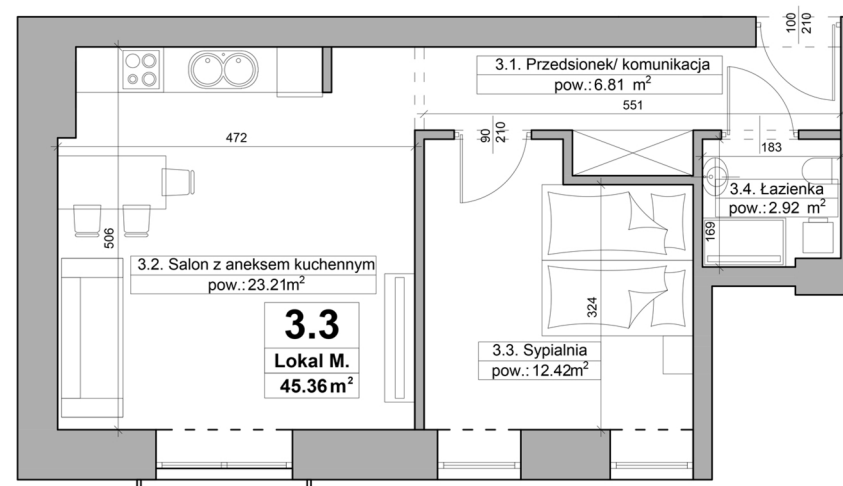 100
210
3.1. Przedsionek/ komunikacja
pow.: 6.81 m²
551
472
90
210
183
3.4. Łazienka
pow.: 2.92 m²
169
506
3.2. Salon z aneksem kuchennym
pow.: 23.21m²
324
3.3
Lokal M.
45.36 m²
3.3. Sypialnia
pow.: 12.42m²